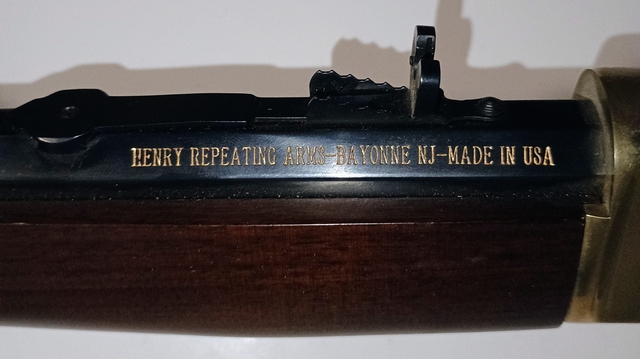 HENRY REPEATING ARMS-BAYONNE NJ-MADE IN USA